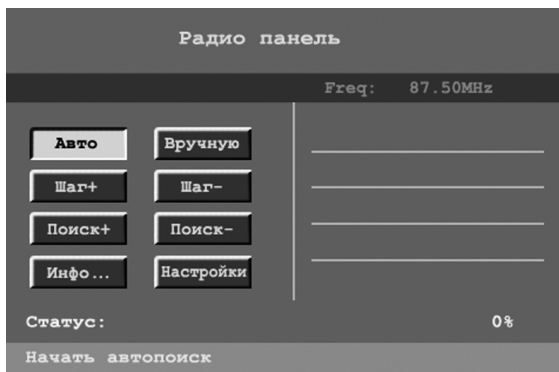 Радио панель
Freq: 87.50MHz
Авто Вручную
Шаг+ Шаг-
Поиск+ Поиск-
Инфо... Настройки
Статус: 0%
Начать автопоиск